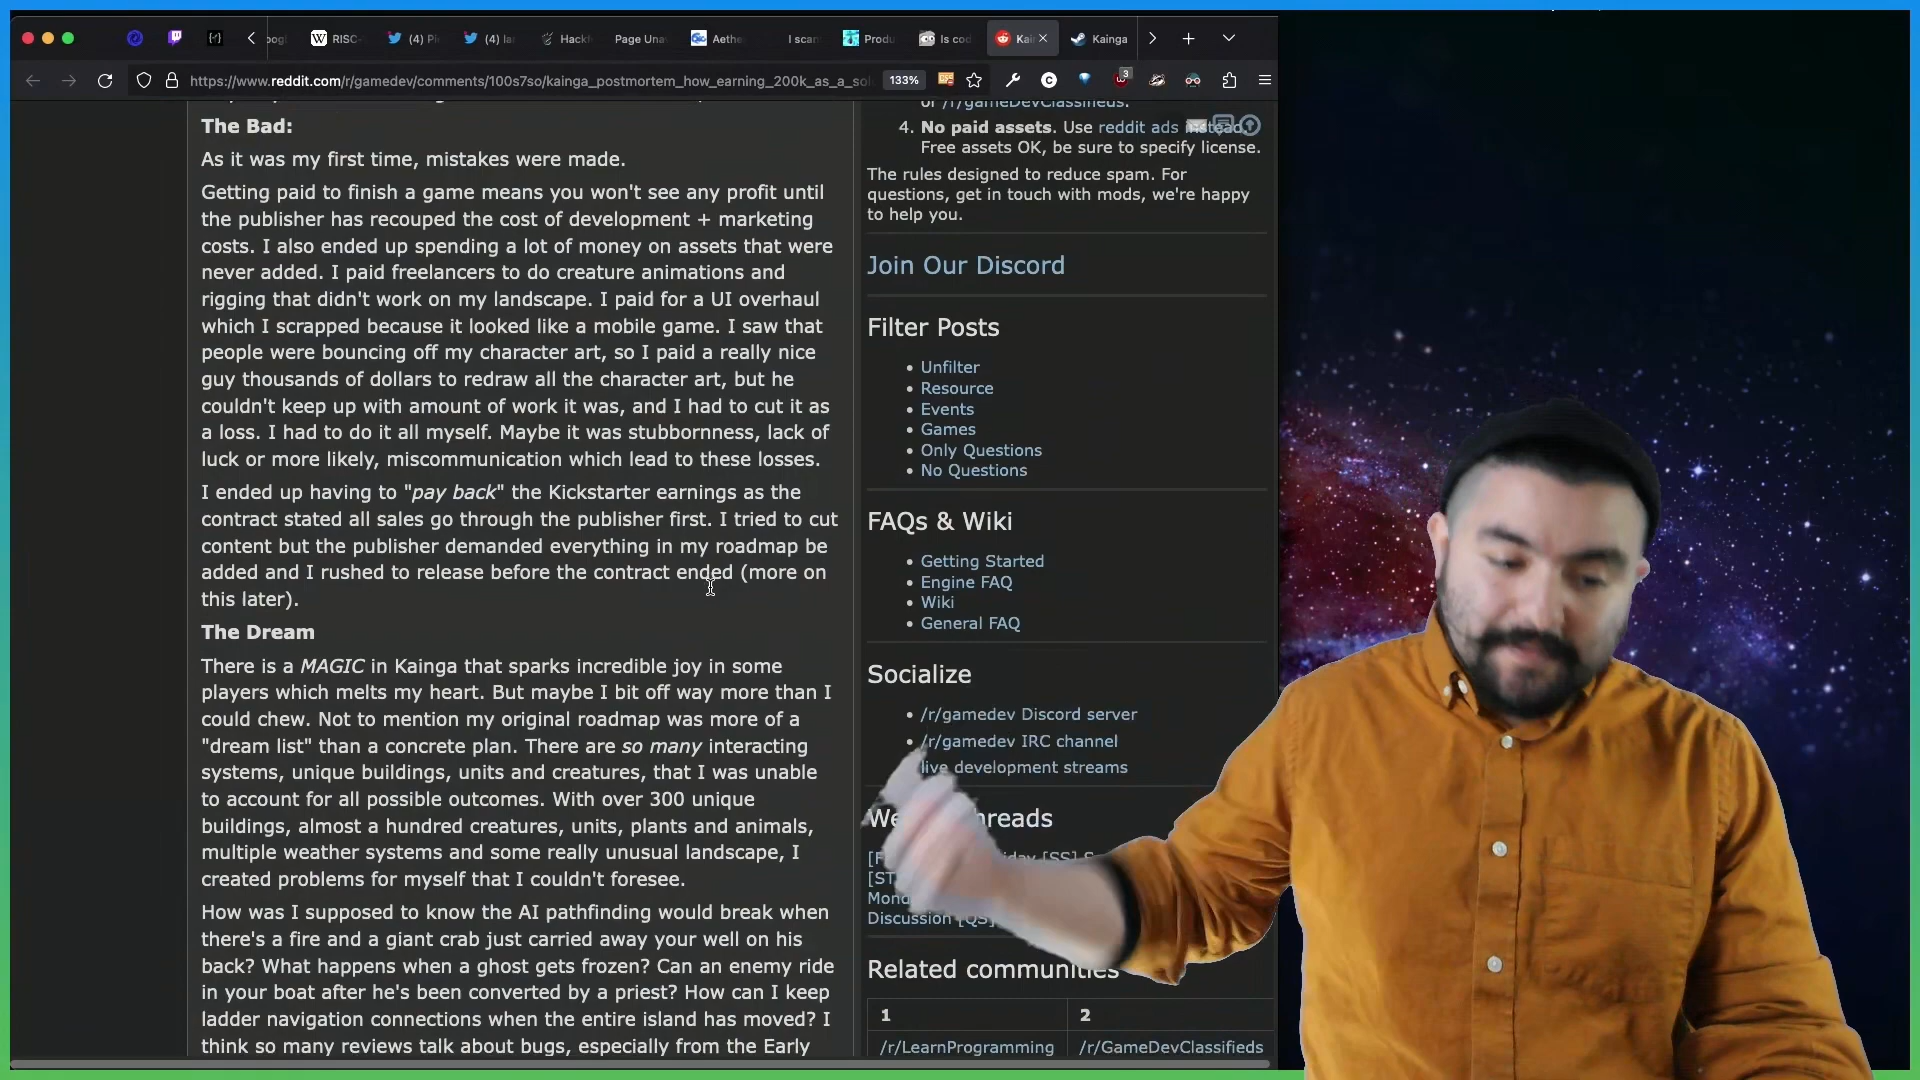 RISC-
(4) Pl
(4) la
Hackf
Page Una
Aethe
I scan
Produ
Is co
Kai
Kainga
https://www.reddit.com/r/gamedev/comments/100s7so/kainga_postmortem_how_earning_200k_as_a_so
133%
3
The Bad:
As it was my first time, mistakes were made.
Getting paid to finish a game means you won't see any profit until
the publisher has recouped the cost of development + marketing
costs. I also ended up spending a lot of money on assets that were
never added. I paid freelancers to do creature animations and
rigging that didn't work on my landscape. I paid for a UI overhaul
which I scrapped because it looked like a mobile game. I saw that
people were bouncing off my character art, so I paid a really nice
guy thousands of dollars to redraw all the character art, but he
couldn't keep up with amount of work it was, and I had to cut it as
a loss. I had to do it all myself. Maybe it was stubbornness, lack of
luck or more likely, miscommunication which lead to these losses.
I ended up having to "pay back" the Kickstarter earnings as the
contract stated all sales go through the publisher first. I tried to cut
content but the publisher demanded everything in my roadmap be
added and I rushed to release before the contract ended (more on
this later).
The Dream
There is a MAGIC in Kainga that sparks incredible joy in some
players which melts my heart. But maybe I bit off way more than I
could chew. Not to mention my original roadmap was more of a
"dream list" than a concrete plan. There are so many interacting
systems, unique buildings, units and creatures, that I was unable
to account for all possible outcomes. With over 300 unique
buildings, almost a hundred creatures, units, plants and animals,
multiple weather systems and some really unusual landscape, I
created problems for myself that I couldn't foresee.
How was I supposed to know the AI pathfinding would break when
there's a fire and a giant crab just carried away your well on his
back? What happens when a ghost gets frozen? Can an enemy ride
in your boat after he's been converted by a priest? How can I keep
ladder navigation connections when the entire island has moved? I
think so many reviews talk about bugs, especially from the Early
or /r/gameDevClassifieds.
4. No paid assets. Use reddit ads instead.
Free assets OK, be sure to specify license.
The rules designed to reduce spam. For
questions, get in touch with mods, we're happy
to help you.
Join Our Discord
Filter Posts
Unfilter
Resource
Events
Games
Only Questions
No Questions
FAQs & Wiki
Getting Started
Engine FAQ
Wiki
General FAQ
Socialize
/r/gamedev Discord server
/r/gamedev IRC channel
live development streams
We hreads
[F iday [SS] S
[ST
Mond
Discussion [QS]
Related communities
1 2
/r/LearnProgramming /r/GameDevClassifieds